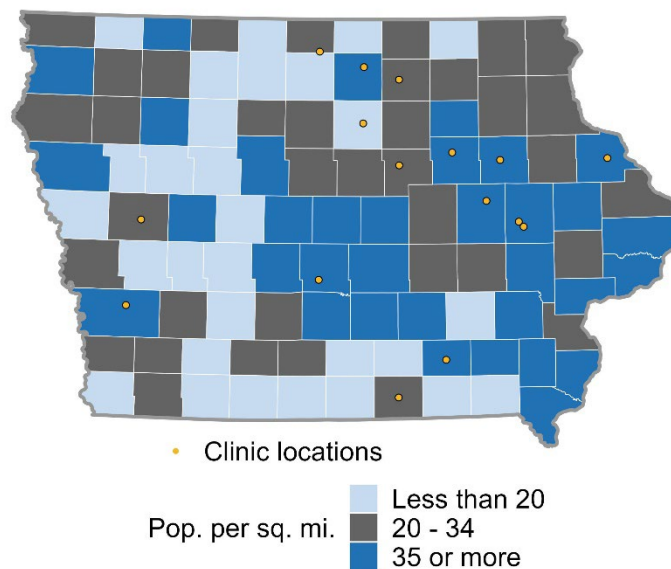 Clinic locations
Pop. per sq. mi.
Less than 20
20 - 34
35 or more